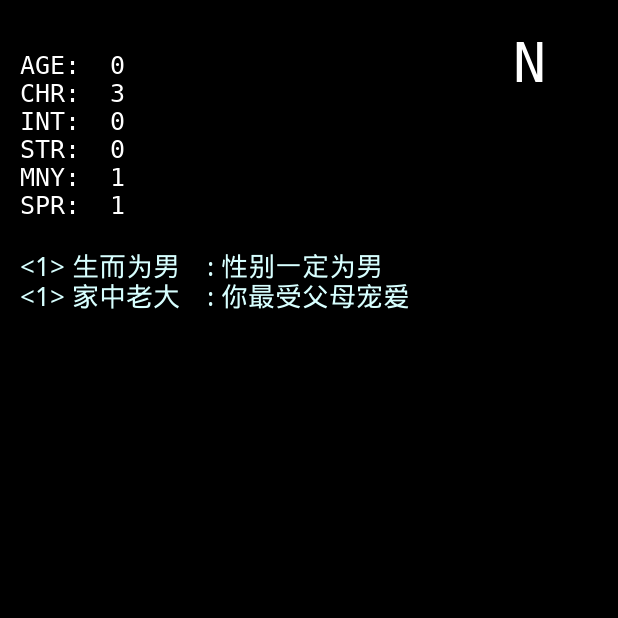 N
AGE: 0
CHR: 3
INT: 0
STR: 0
MNY: 1
SPR: 1
<1> 生而为男 : 性别一定为男
<1> 家中老大 : 你最受父母宠爱